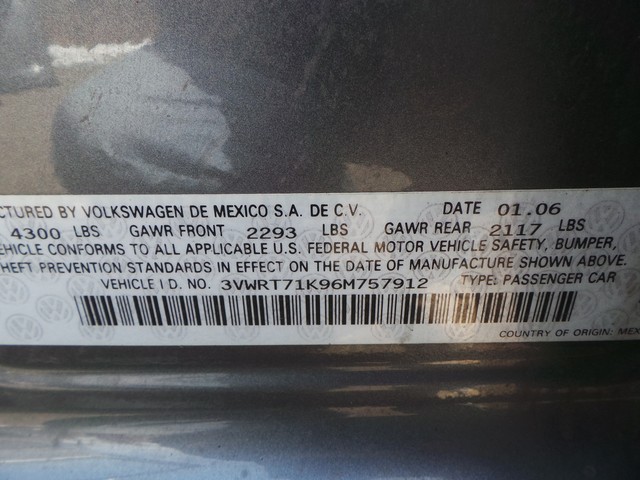 CTURED BY VOLKSWAGEN DE MEXICO S.A. DE C.V. DATE 01.06
4300 LBS GAWR FRONT 2293 LBS GAWR REAR 2117 LBS
VEHICLE CONFORMS TO ALL APPLICABLE U.S. FEDERAL MOTOR VEHICLE SAFETY, BUMPER,
THEFT PREVENTION STANDARDS IN EFFECT ON THE DATE OF MANUFACTURE SHOWN ABOVE.
VEHICLE I D. NO. 3VWRT71K96M757912 TYPE: PASSENGER CAR
COUNTRY OF ORIGIN: MEX